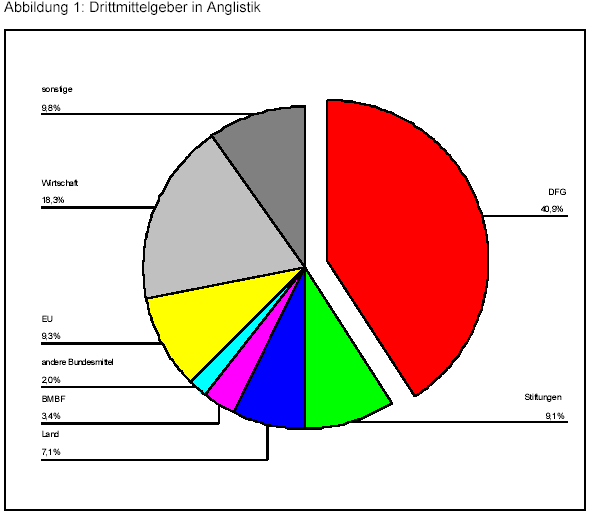 Abbildung 1: Drittmittelgeber in Anglistik
sonstige
9,8%
Wirtschaft
18,3%
DFG
40,9%
EU
9,3%
andere Bundesmittel
2,0%
BMBF
3,4%
Stiftungen
9,1%
Land
7,1%